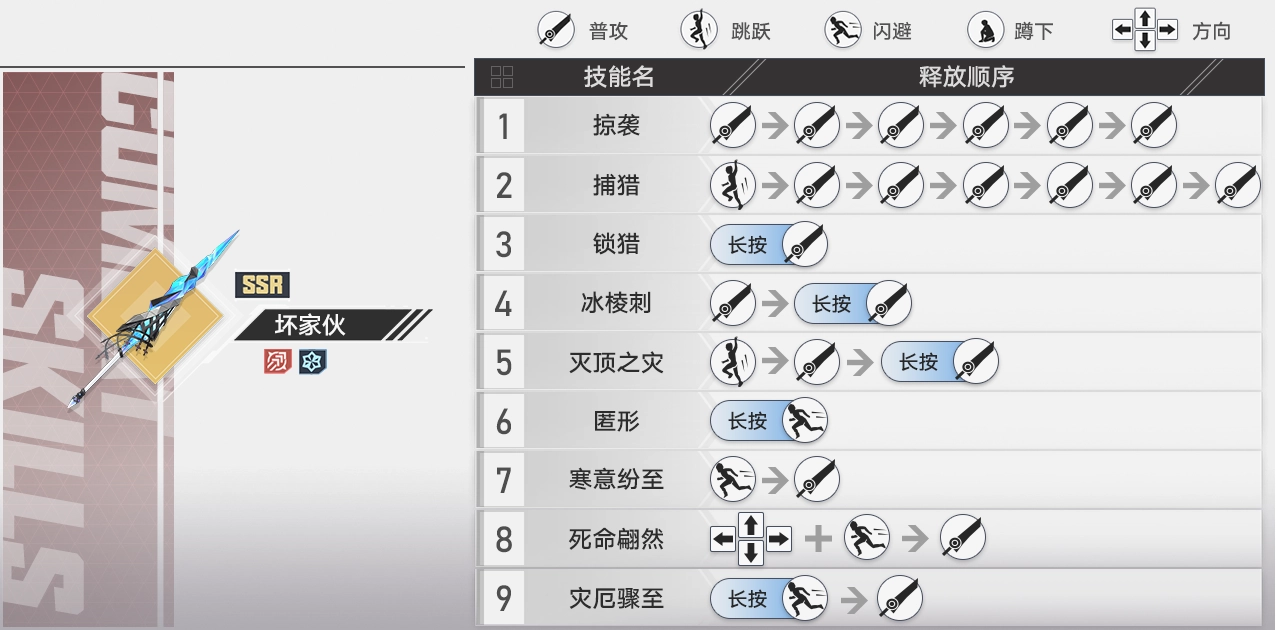 普攻 跳跃 闪避 蹲下 方向
技能名 释放顺序
GUMI
SKILLS
SSR
坏家伙
1 掠袭
2 捕猎
3 锁猎 长按
4 冰棱刺 长按
5 灭顶之灾 长按
6 匿形 长按
7 寒意纷至
8 死命翩然
9 灾厄骤至 长按